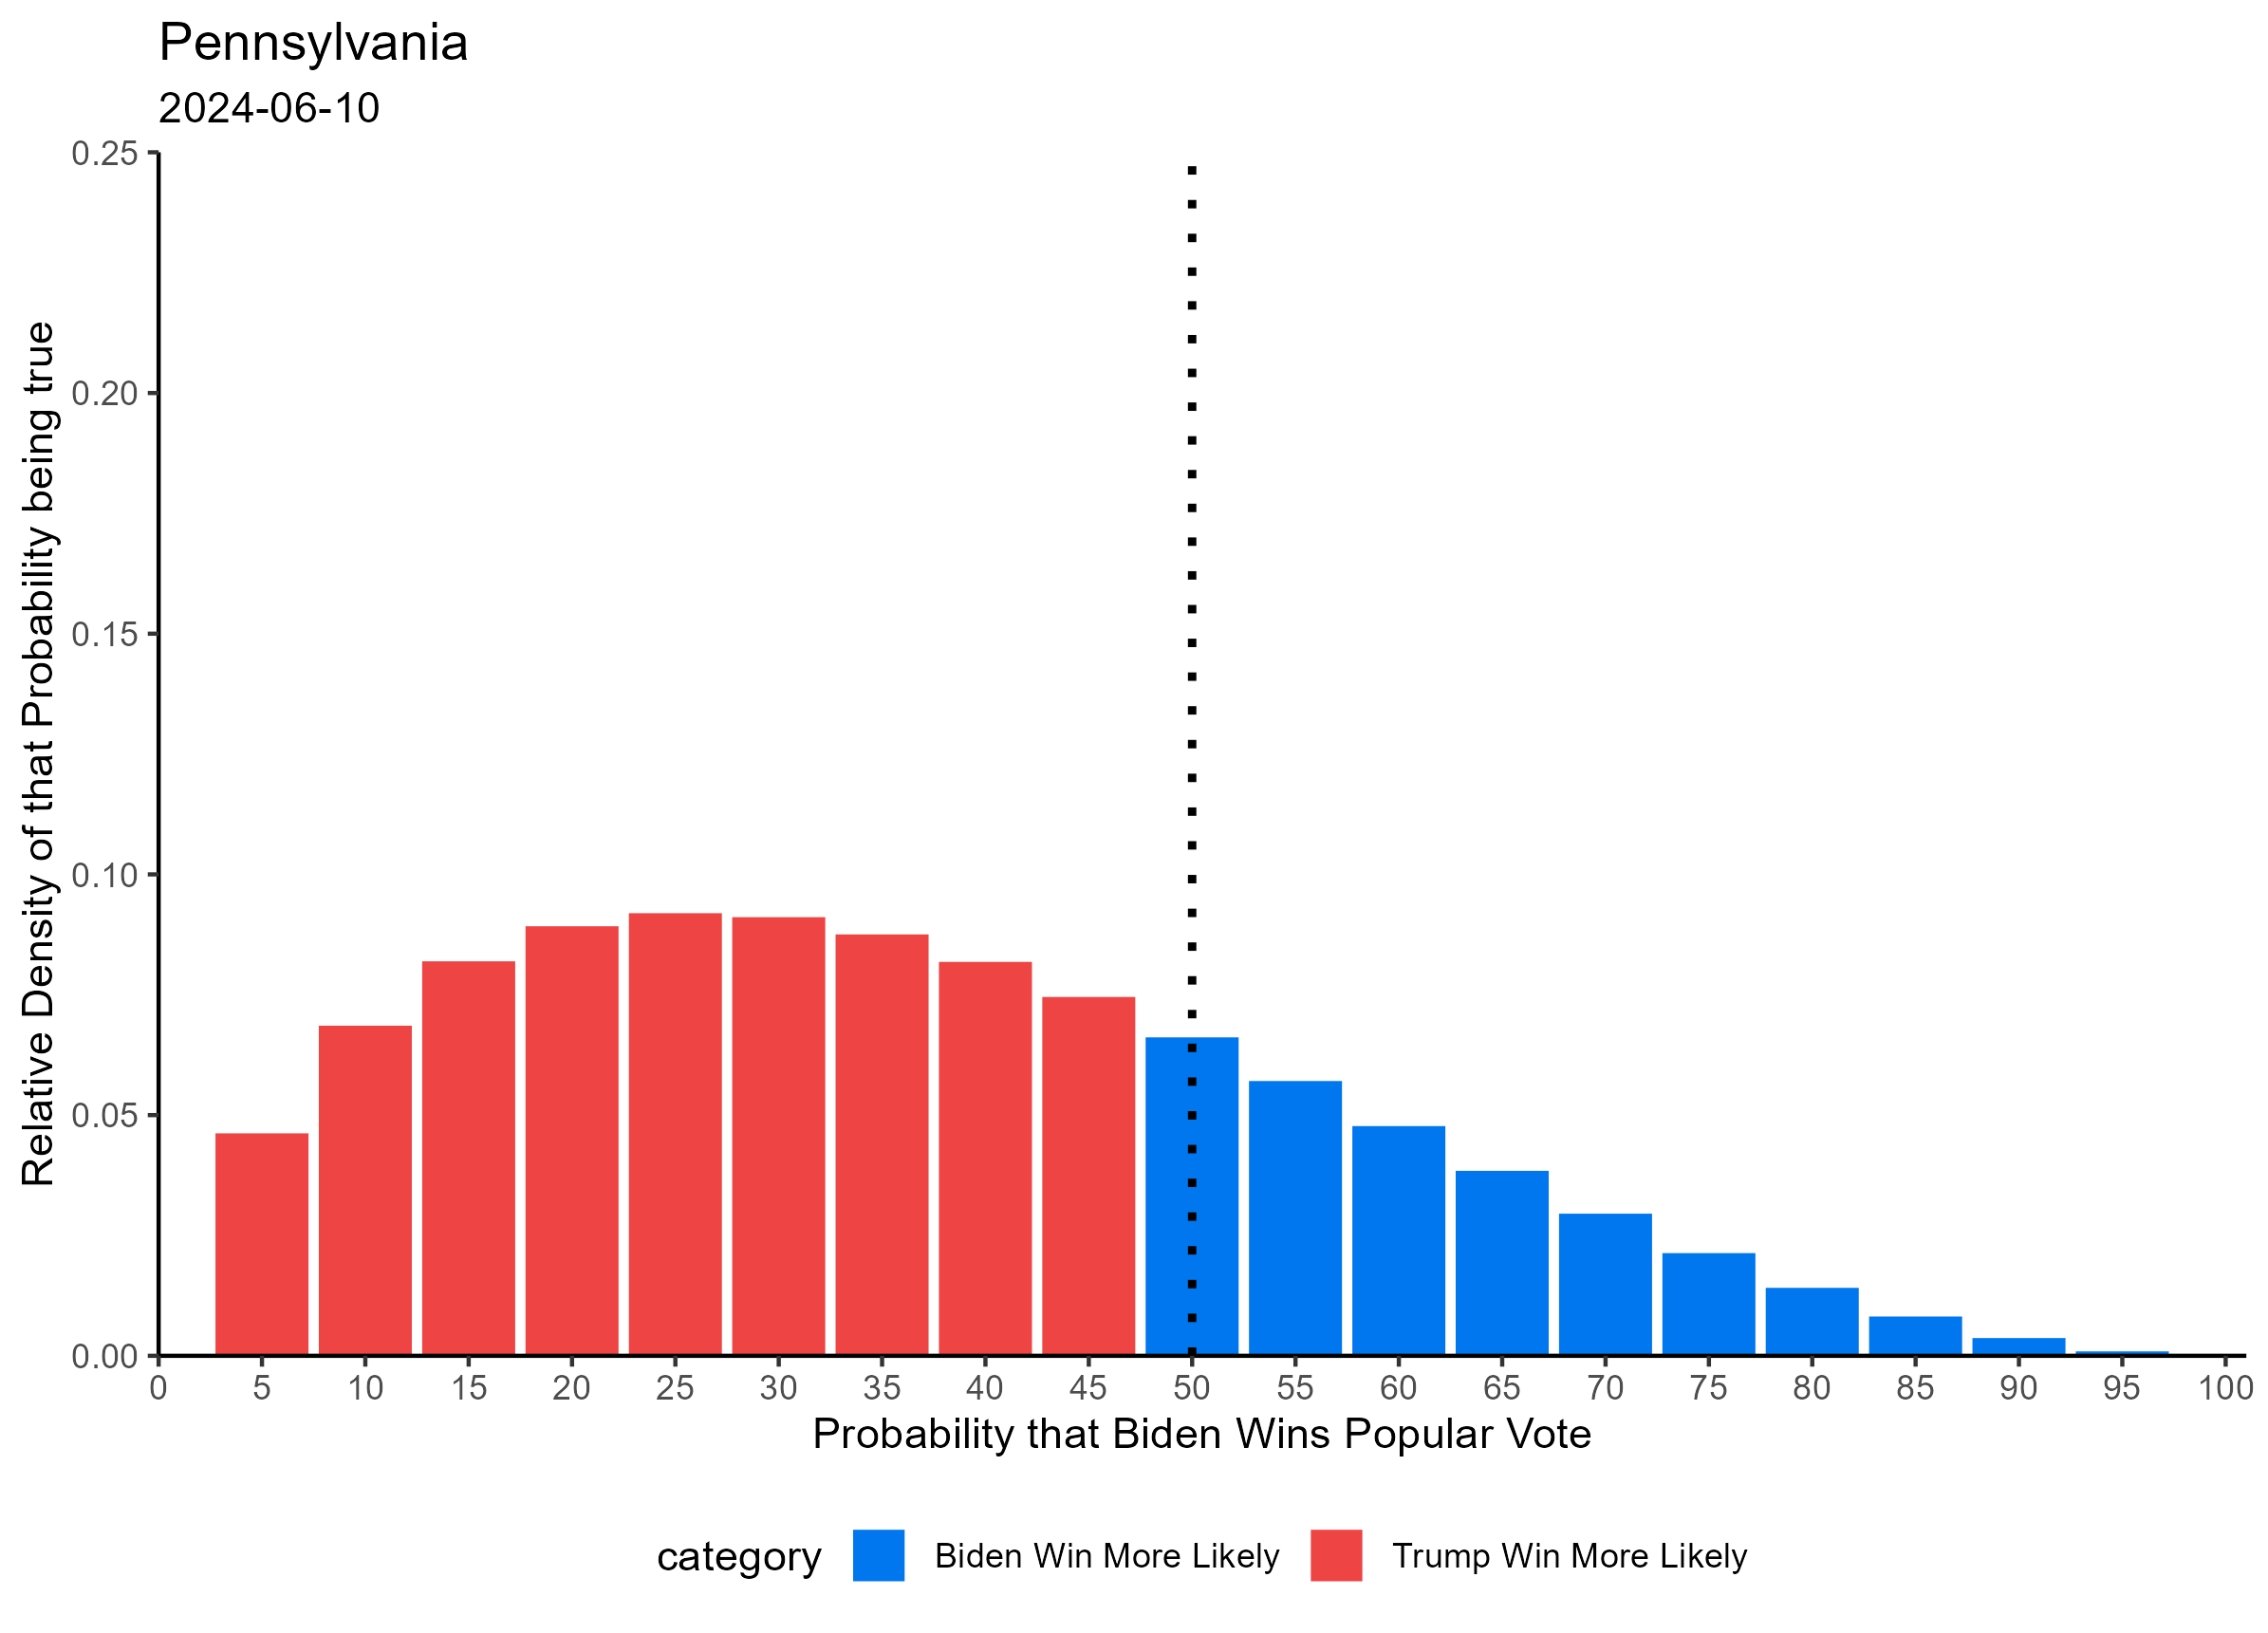 Pennsylvania
2024-06-10
Relative Density of that Probability being true
0.25
0.20
0.15
0.10
0.05
0.00
0 5 10 15 20 25 30 35 40 45 50 55 60 65 70 75 80 85 90 95 100
Probability that Biden Wins Popular Vote
category Biden Win More Likely Trump Win More Likely